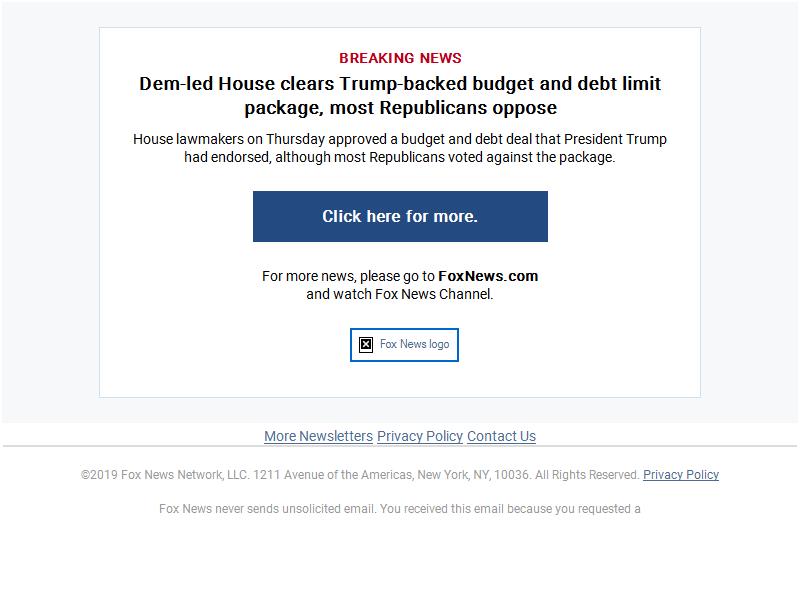 BREAKING NEWS
Dem-led House clears Trump-backed budget and debt limit
package, most Republicans oppose
House lawmakers on Thursday approved a budget and debt deal that President Trump
had endorsed, although most Republicans voted against the package.
Click here for more.
For more news, please go to FoxNews.com
and watch Fox News Channel.
Fox News logo
More Newsletters Privacy Policy Contact Us
©2019 Fox News Network, LLC. 1211 Avenue of the Americas, New York, NY, 10036. All Rights Reserved. Privacy Policy
Fox News never sends unsolicited email. You received this email because you requested a